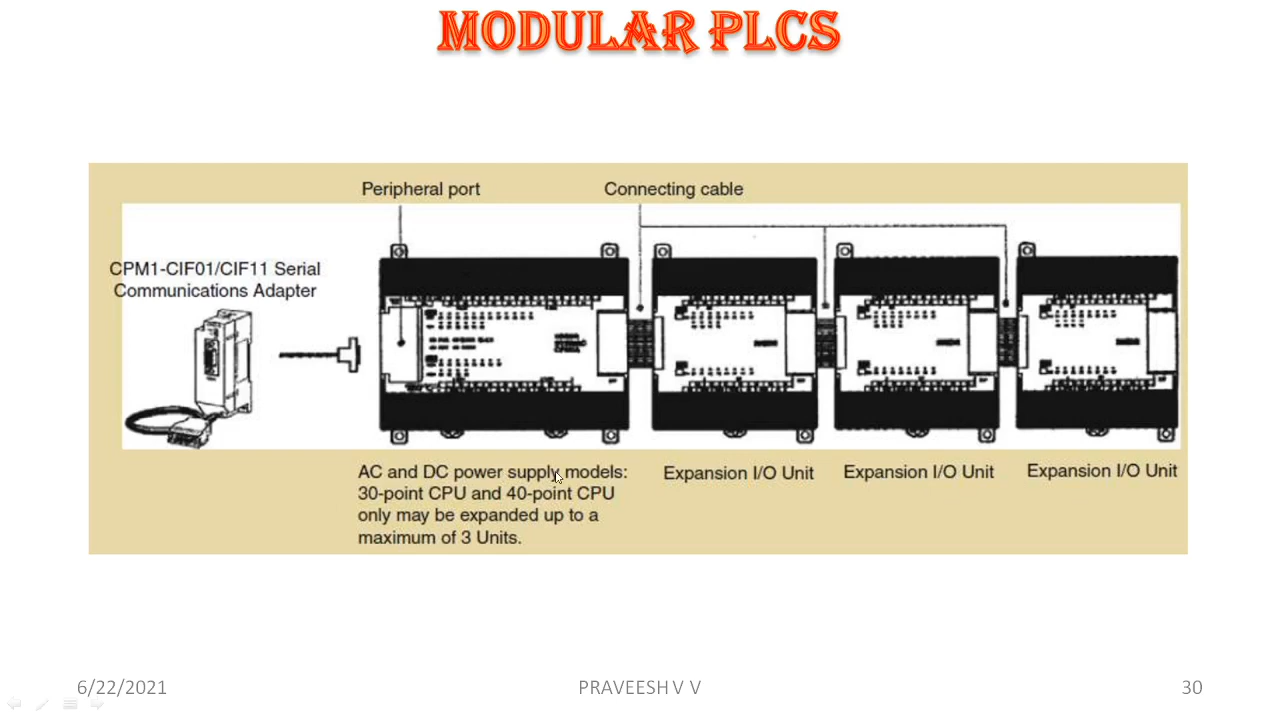 MODULAR PLCS
Peripheral port
Connecting cable
CPM1-CIF01/CIF11 Serial
Communications Adapter
AC and DC power supply models:
30-point CPU and 40-point CPU
only may be expanded up to a
maximum of 3 Units.
Expansion I/O Unit
Expansion I/O Unit
Expansion I/O Unit
6/22/2021
PRAVEESH V V
30